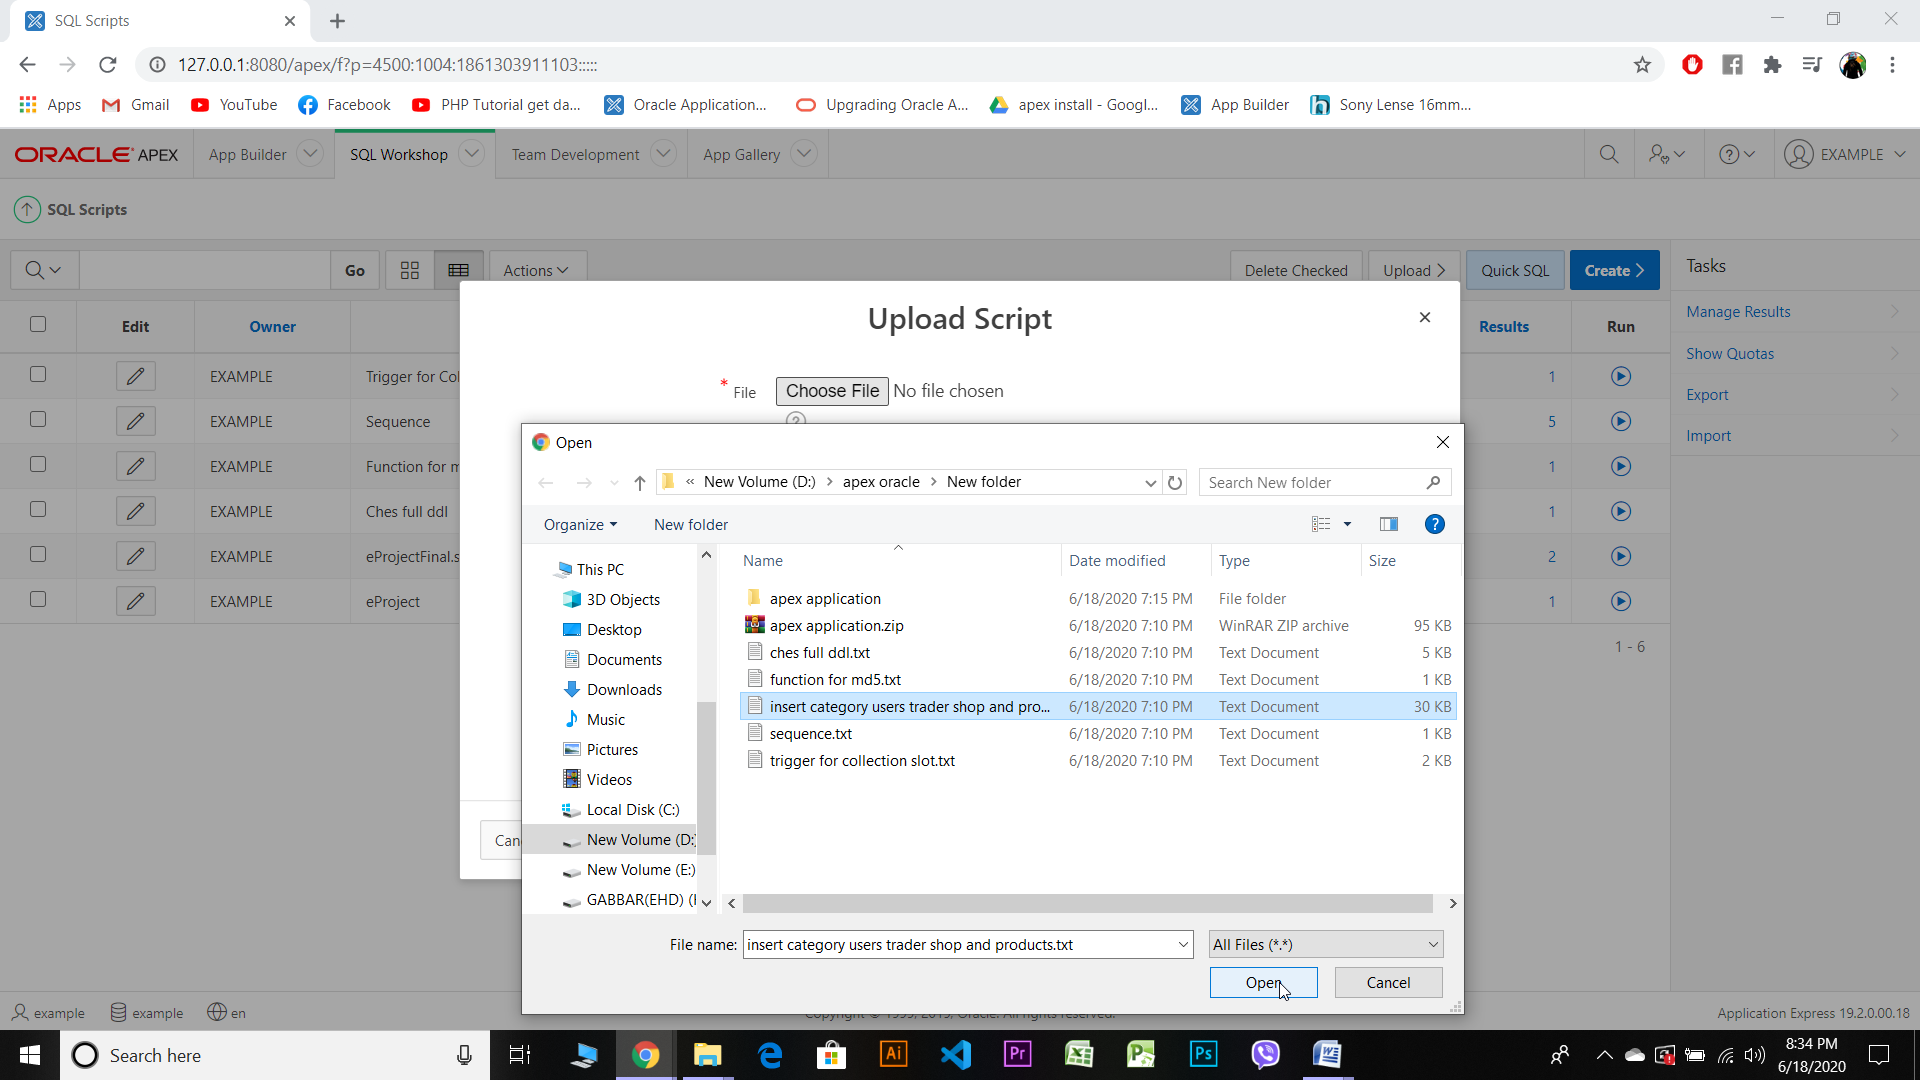 SQL Scripts
127.0.0.1:8080/apex/f?p=4500:1004:1861303911103:::::
Apps Gmail YouTube Facebook PHP Tutorial get da... Oracle Application... Upgrading Oracle A... apex install - Googl... App Builder Sony Lense 16mm...
ORACLE APEX App Builder SQL Workshop Team Development App Gallery EXAMPLE
SQL Scripts
Go Actions Delete Checked Upload Quick SQL Create Tasks
Upload Script
Edit Owner Results Run
Manage Results
Show Quotas
Export
Import
* File Choose File No file chosen
EXAMPLE Trigger for Col 1
EXAMPLE Sequence 5
EXAMPLE Function for m 1
EXAMPLE Ches full ddl 1
EXAMPLE eProjectFinal.s 2
EXAMPLE eProject 1
1 - 6
Can
Open
« New Volume (D:) > apex oracle > New folder Search New folder
Organize New folder
This PC
3D Objects
Desktop
Documents
Downloads
Music
Pictures
Videos
Local Disk (C:)
New Volume (D:)
New Volume (E:)
GABBAR(EHD) (
Name Date modified Type Size
apex application 6/18/2020 7:15 PM File folder
apex application.zip 6/18/2020 7:10 PM WinRAR ZIP archive 95 KB
ches full ddl.txt 6/18/2020 7:10 PM Text Document 5 KB
function for md5.txt 6/18/2020 7:10 PM Text Document 1 KB
insert category users trader shop and pro... 6/18/2020 7:10 PM Text Document 30 KB
sequence.txt 6/18/2020 7:10 PM Text Document 1 KB
trigger for collection slot.txt 6/18/2020 7:10 PM Text Document 2 KB
File name: insert category users trader shop and products.txt All Files (*.*)
Open Cancel
example example en Application Express 19.2.0.00.18
Search here
8:34 PM
6/18/2020